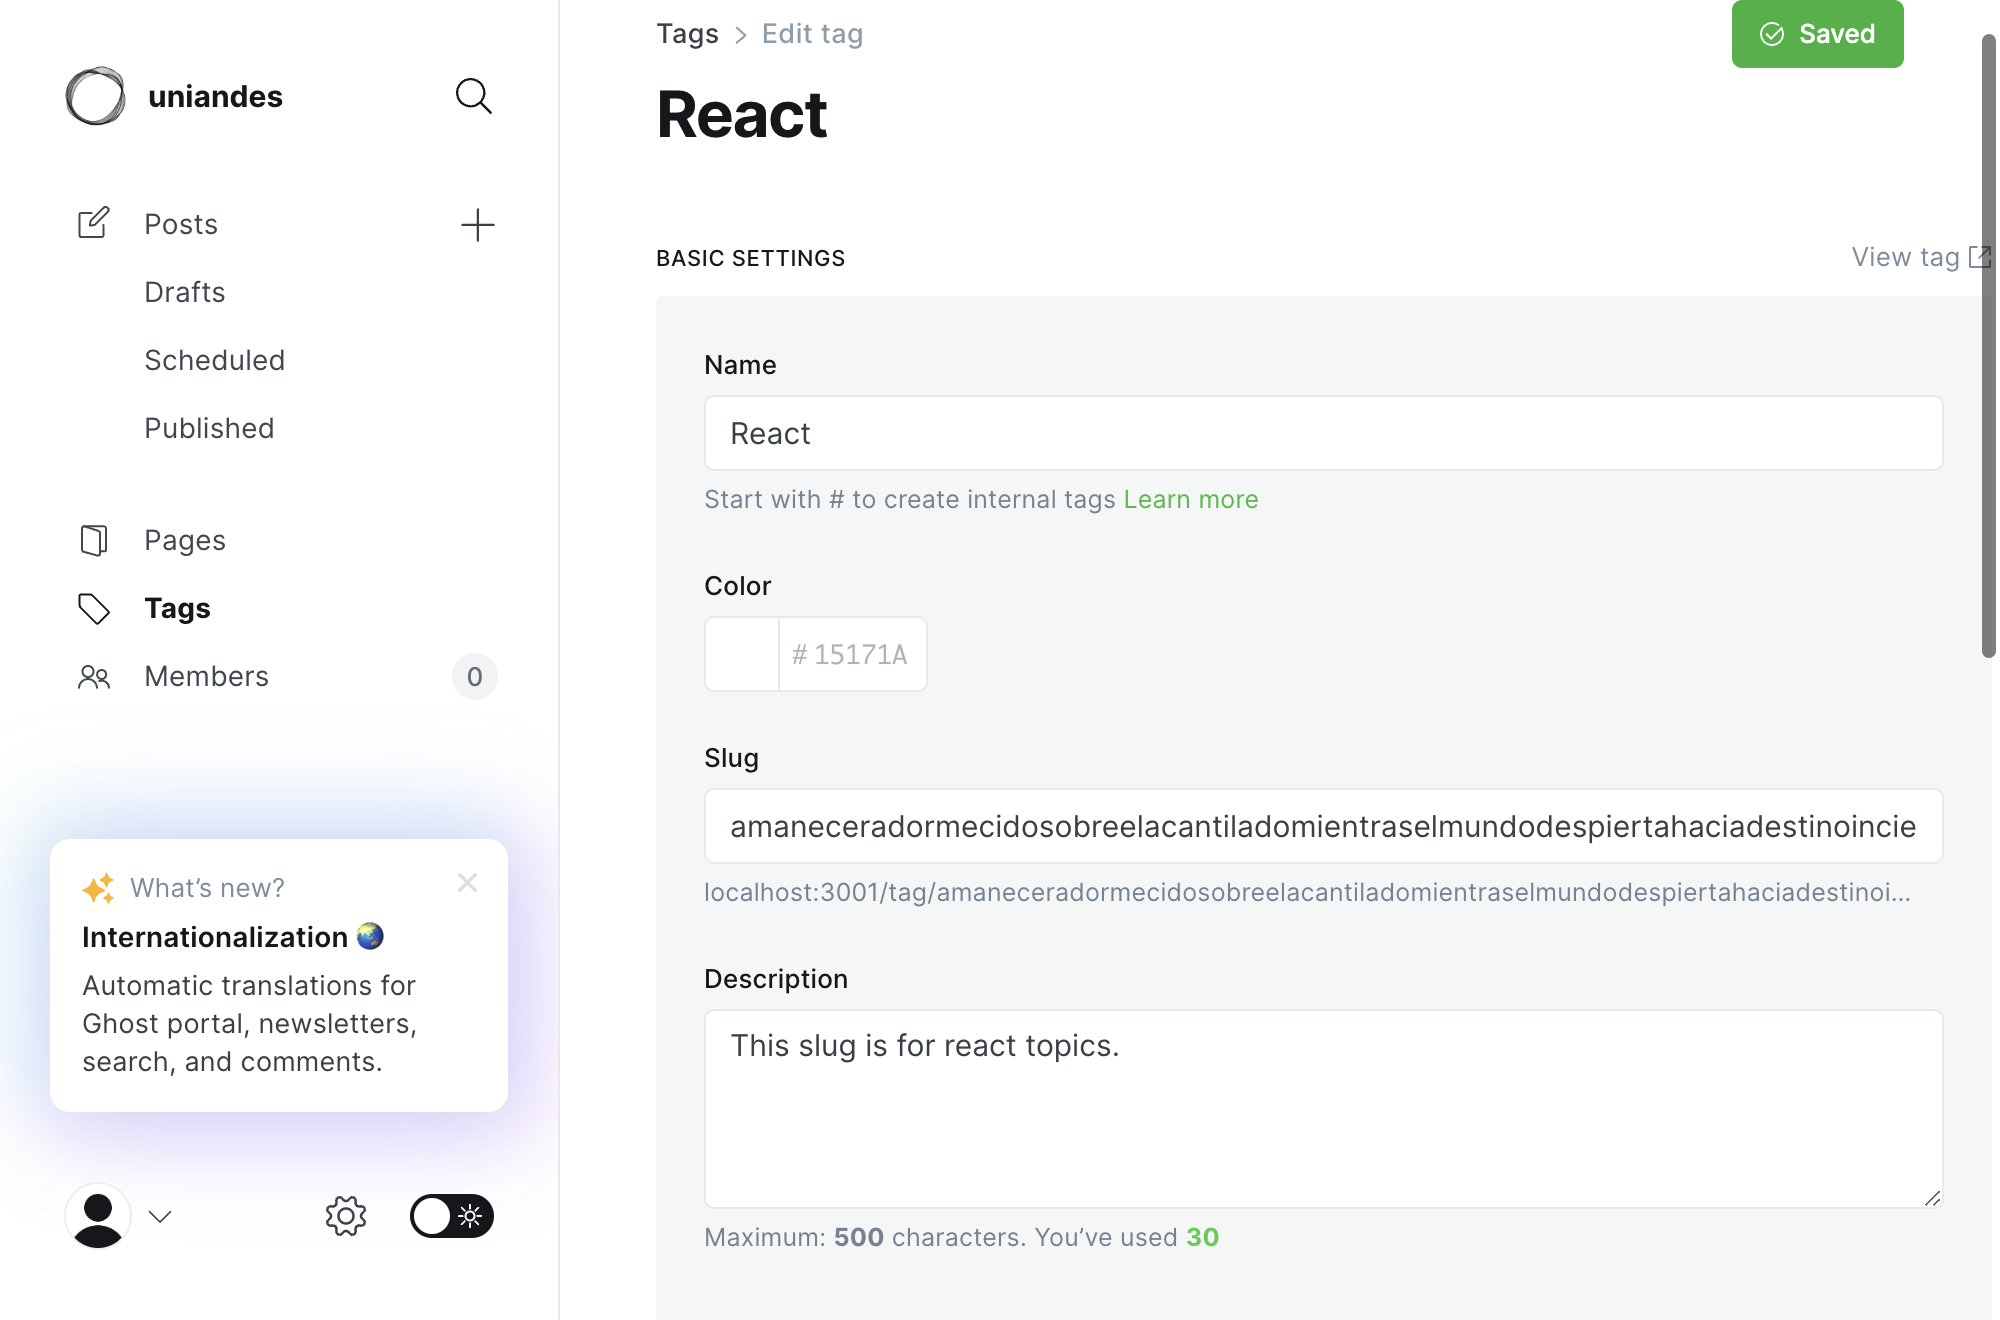 uniandes
Posts
Drafts
Scheduled
Published
Pages
Tags
Members
0
What’s new?
Internationalization
Automatic translations for
Ghost portal, newsletters,
search, and comments.
Tags > Edit tag
Saved
React
BASIC SETTINGS
View tag
Name
React
Start with # to create internal tags Learn more
Color
# 15171A
Slug
amaneceradormecidosobreelacantiladomientraselmundodespiertahaciadestinoincie
localhost:3001/tag/amaneceradormecidosobreelacantiladomientraselmundodespiertahaciadestinoi...
Description
This slug is for react topics.
Maximum: 500 characters. You’ve used 30